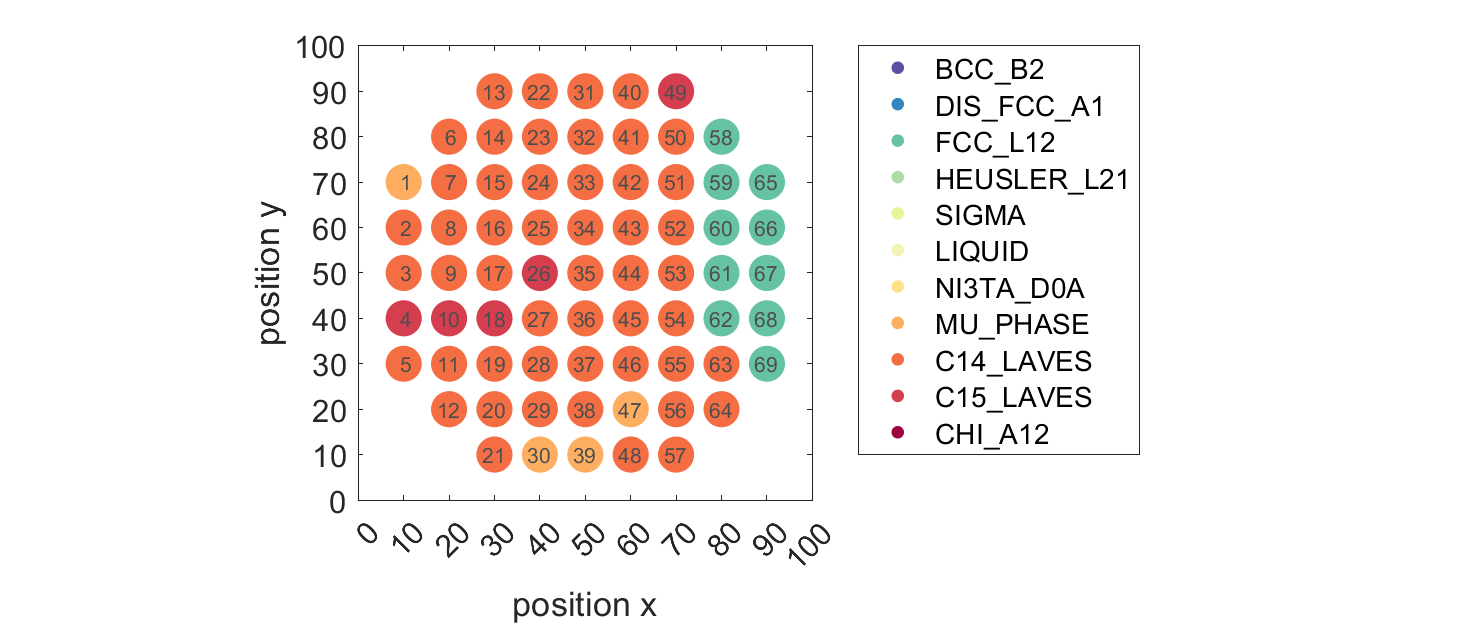 100
90 13 22 31 40 49
80 6 14 23 32 41 50 58
70 1 7 15 24 33 42 51 59 65
60 2 8 16 25 34 43 52 60 66
50 3 9 17 26 35 44 53 61 67
40 4 10 18 27 36 45 54 62 68
30 5 11 19 28 37 46 55 63 69
20 12 20 29 38 47 56 64
10 21 30 39 48 57
0
0 10 20 30 40 50 60 70 80 90 100
position x
position y
BCC_B2
DIS_FCC_A1
FCC_L12
HEUSLER_L21
SIGMA
LIQUID
NI3TA_D0A
MU_PHASE
C14_LAVES
C15_LAVES
CHI_A12